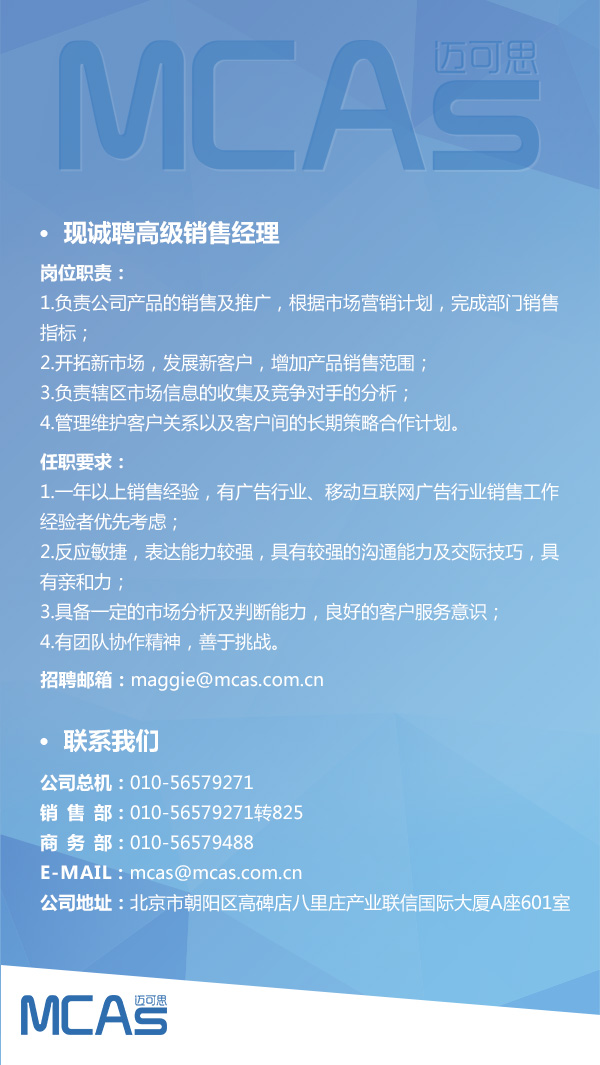 迈可思
MCAS
• 现诚聘高级销售经理
岗位职责：
1.负责公司产品的销售及推广，根据市场营销计划，完成部门销售
指标；
2.开拓新市场，发展新客户，增加产品销售范围；
3.负责辖区市场信息的收集及竞争对手的分析；
4.管理维护客户关系以及客户间的长期策略合作计划。
任职要求：
1.一年以上销售经验，有广告行业、移动互联网广告行业销售工作
经验者优先考虑；
2.反应敏捷，表达能力较强，具有较强的沟通能力及交际技巧，具
有亲和力；
3.具备一定的市场分析及判断能力，良好的客户服务意识；
4.有团队协作精神，善于挑战。
招聘邮箱：maggie@mcas.com.cn
• 联系我们
公司总机：010-56579271
销 售 部：010-56579271转825
商 务 部：010-56579488
E-MAIL：mcas@mcas.com.cn
公司地址：北京市朝阳区高碑店八里庄产业联信国际大厦A座601室
迈可思
MCAS